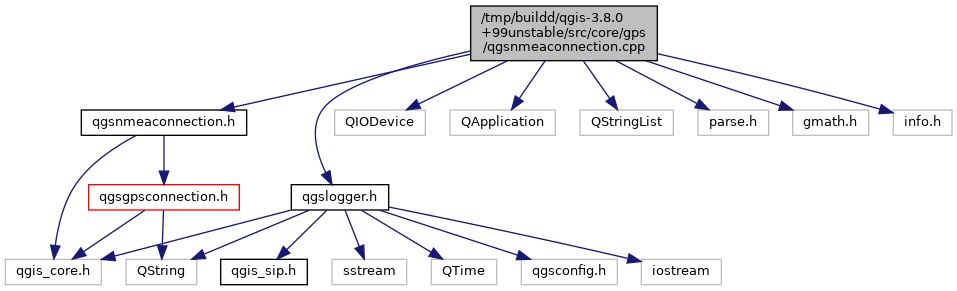 /tmp/buildd/qgis-3.8.0
+99unstable/src/core/gps
/qgsnmeaconnection.cpp
qgsnmeaconnection.h
QIODevice
QApplication
QStringList
parse.h
gmath.h
info.h
qgsgpsconnection.h
qgslogger.h
qgis_core.h
QString
qgis_sip.h
sstream
QTime
qgsconfig.h
iostream